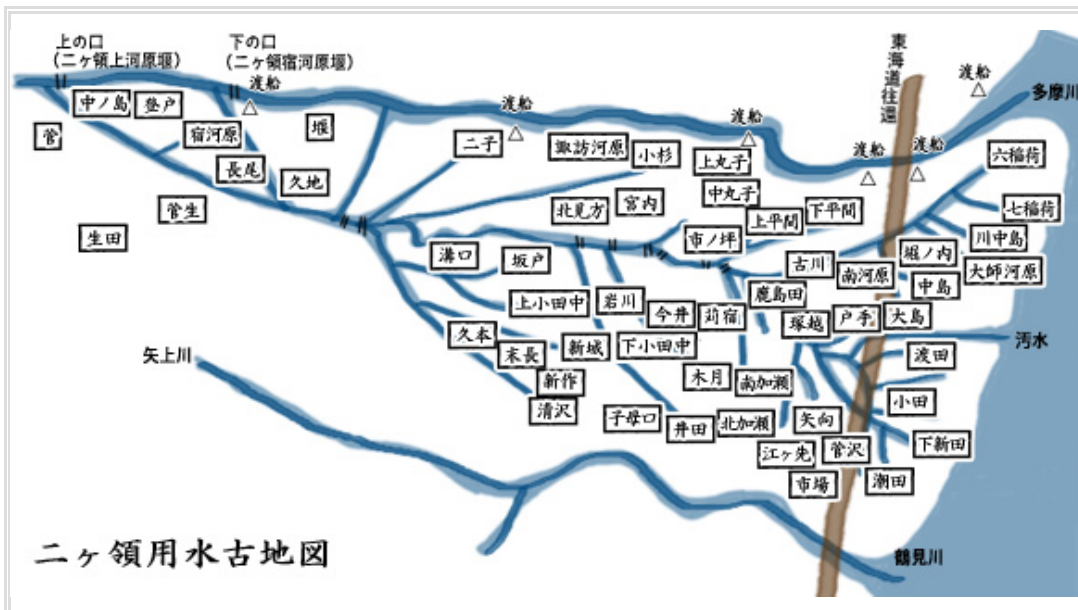 上の口
(二ヶ領上河原堰)
下の口
(二ヶ領宿河原堰)
東海道往還
渡船
渡船
渡船
渡船
渡船
渡船
多摩川
中ノ島
登戸
菅
宿河原
堰
長尾
久地
菅生
生田
二子
諏訪河原
小杉
上丸子
中丸子
上平間
下平間
六稲荷
七稲荷
川中島
大師河原
北見方
宮内
市ノ坪
古川
南河原
堀ノ内
中島
溝口
坂戸
上小田中
岩川
今井
苅宿
鹿島田
塚越
戸手
大島
汚水
久本
末長
新城
下小田中
渡田
新作
清沢
木月
南加瀬
小田
子母口
井田
北加瀬
矢向
江ヶ先
菅沢
下新田
市場
潮田
矢上川
鶴見川
二ヶ領用水古地図